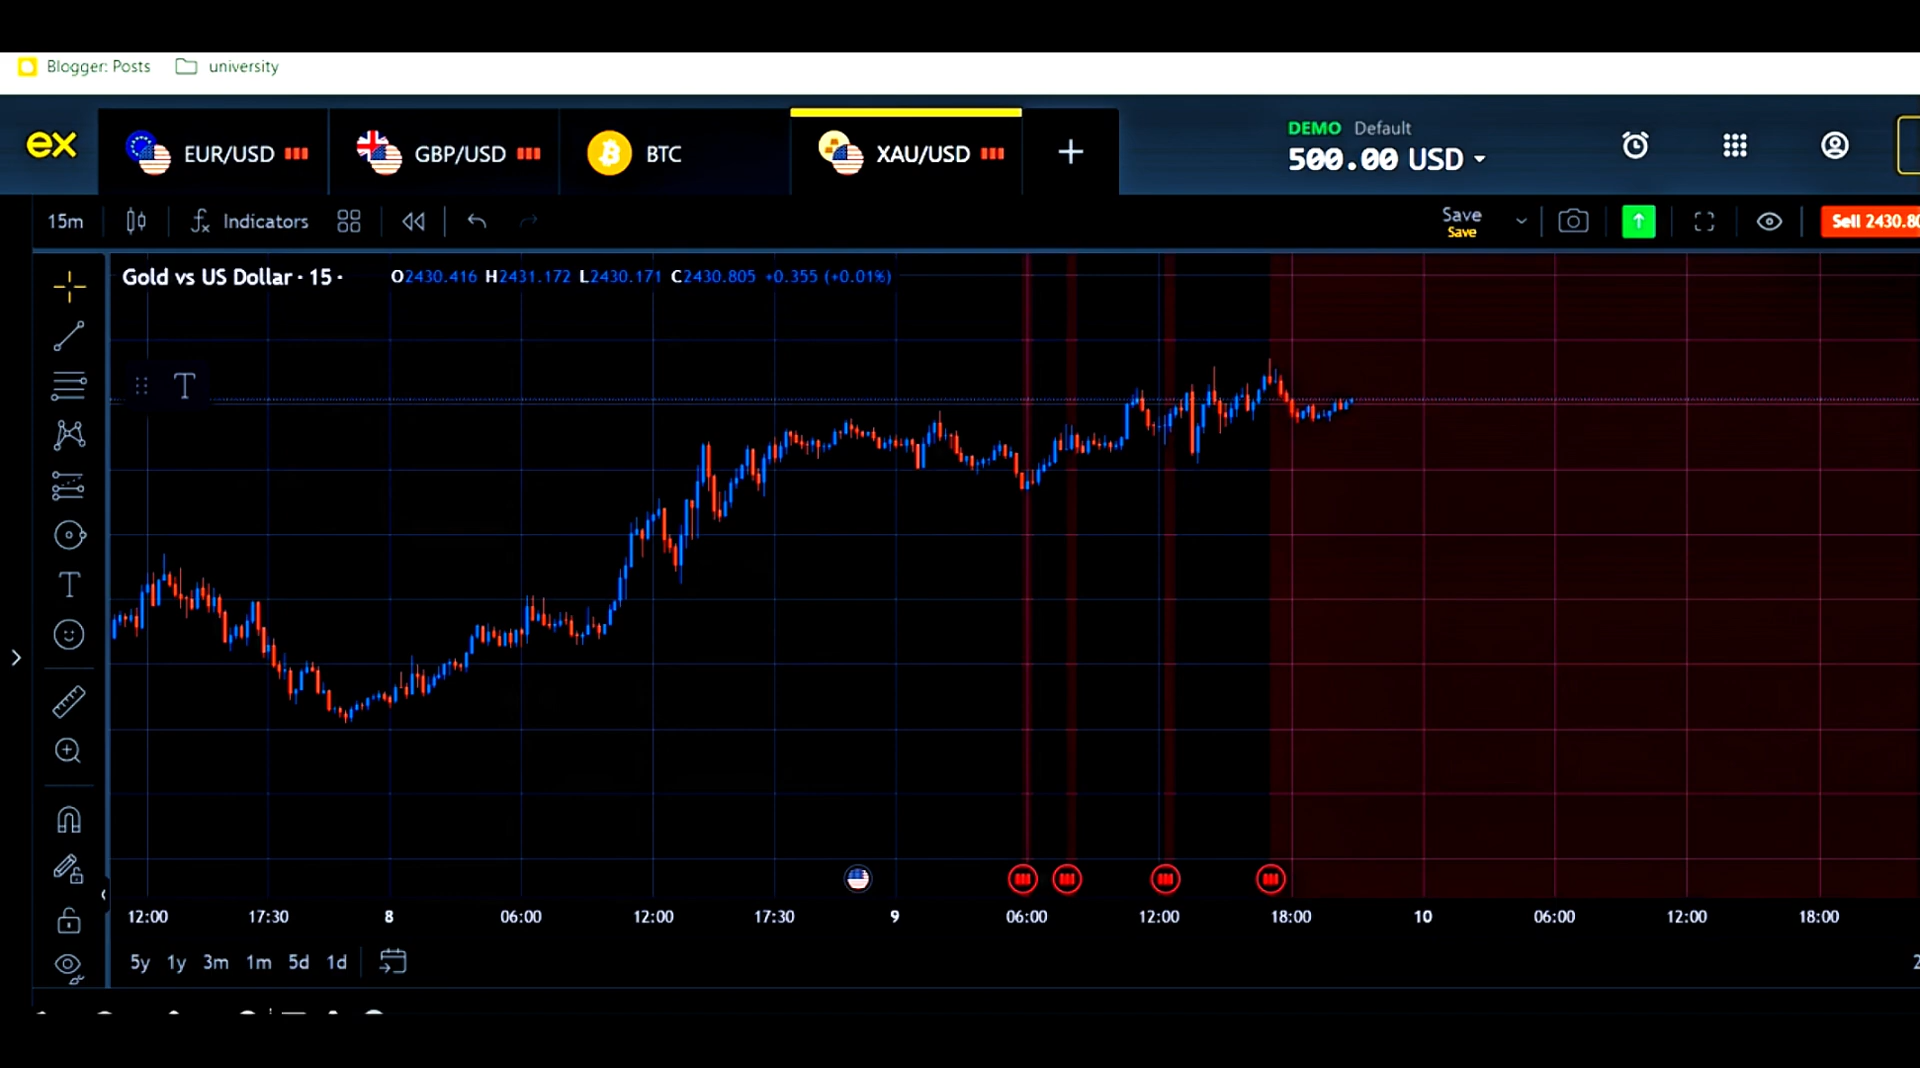 Blogger: Posts university
ex EUR/USD GBP/USD BTC XAU/USD + DEMO Default
500.00 USD
15m Indicators Save
Save
Sell 2430.80
Gold vs US Dollar · 15 · O2430.416 H2431.172 L2430.171 C2430.805 +0.355 (+0.01%)
T
T
12:00 17:30 8 06:00 12:00 17:30 9 06:00 12:00 18:00 10 06:00 12:00 18:00
5y 1y 3m 1m 5d 1d